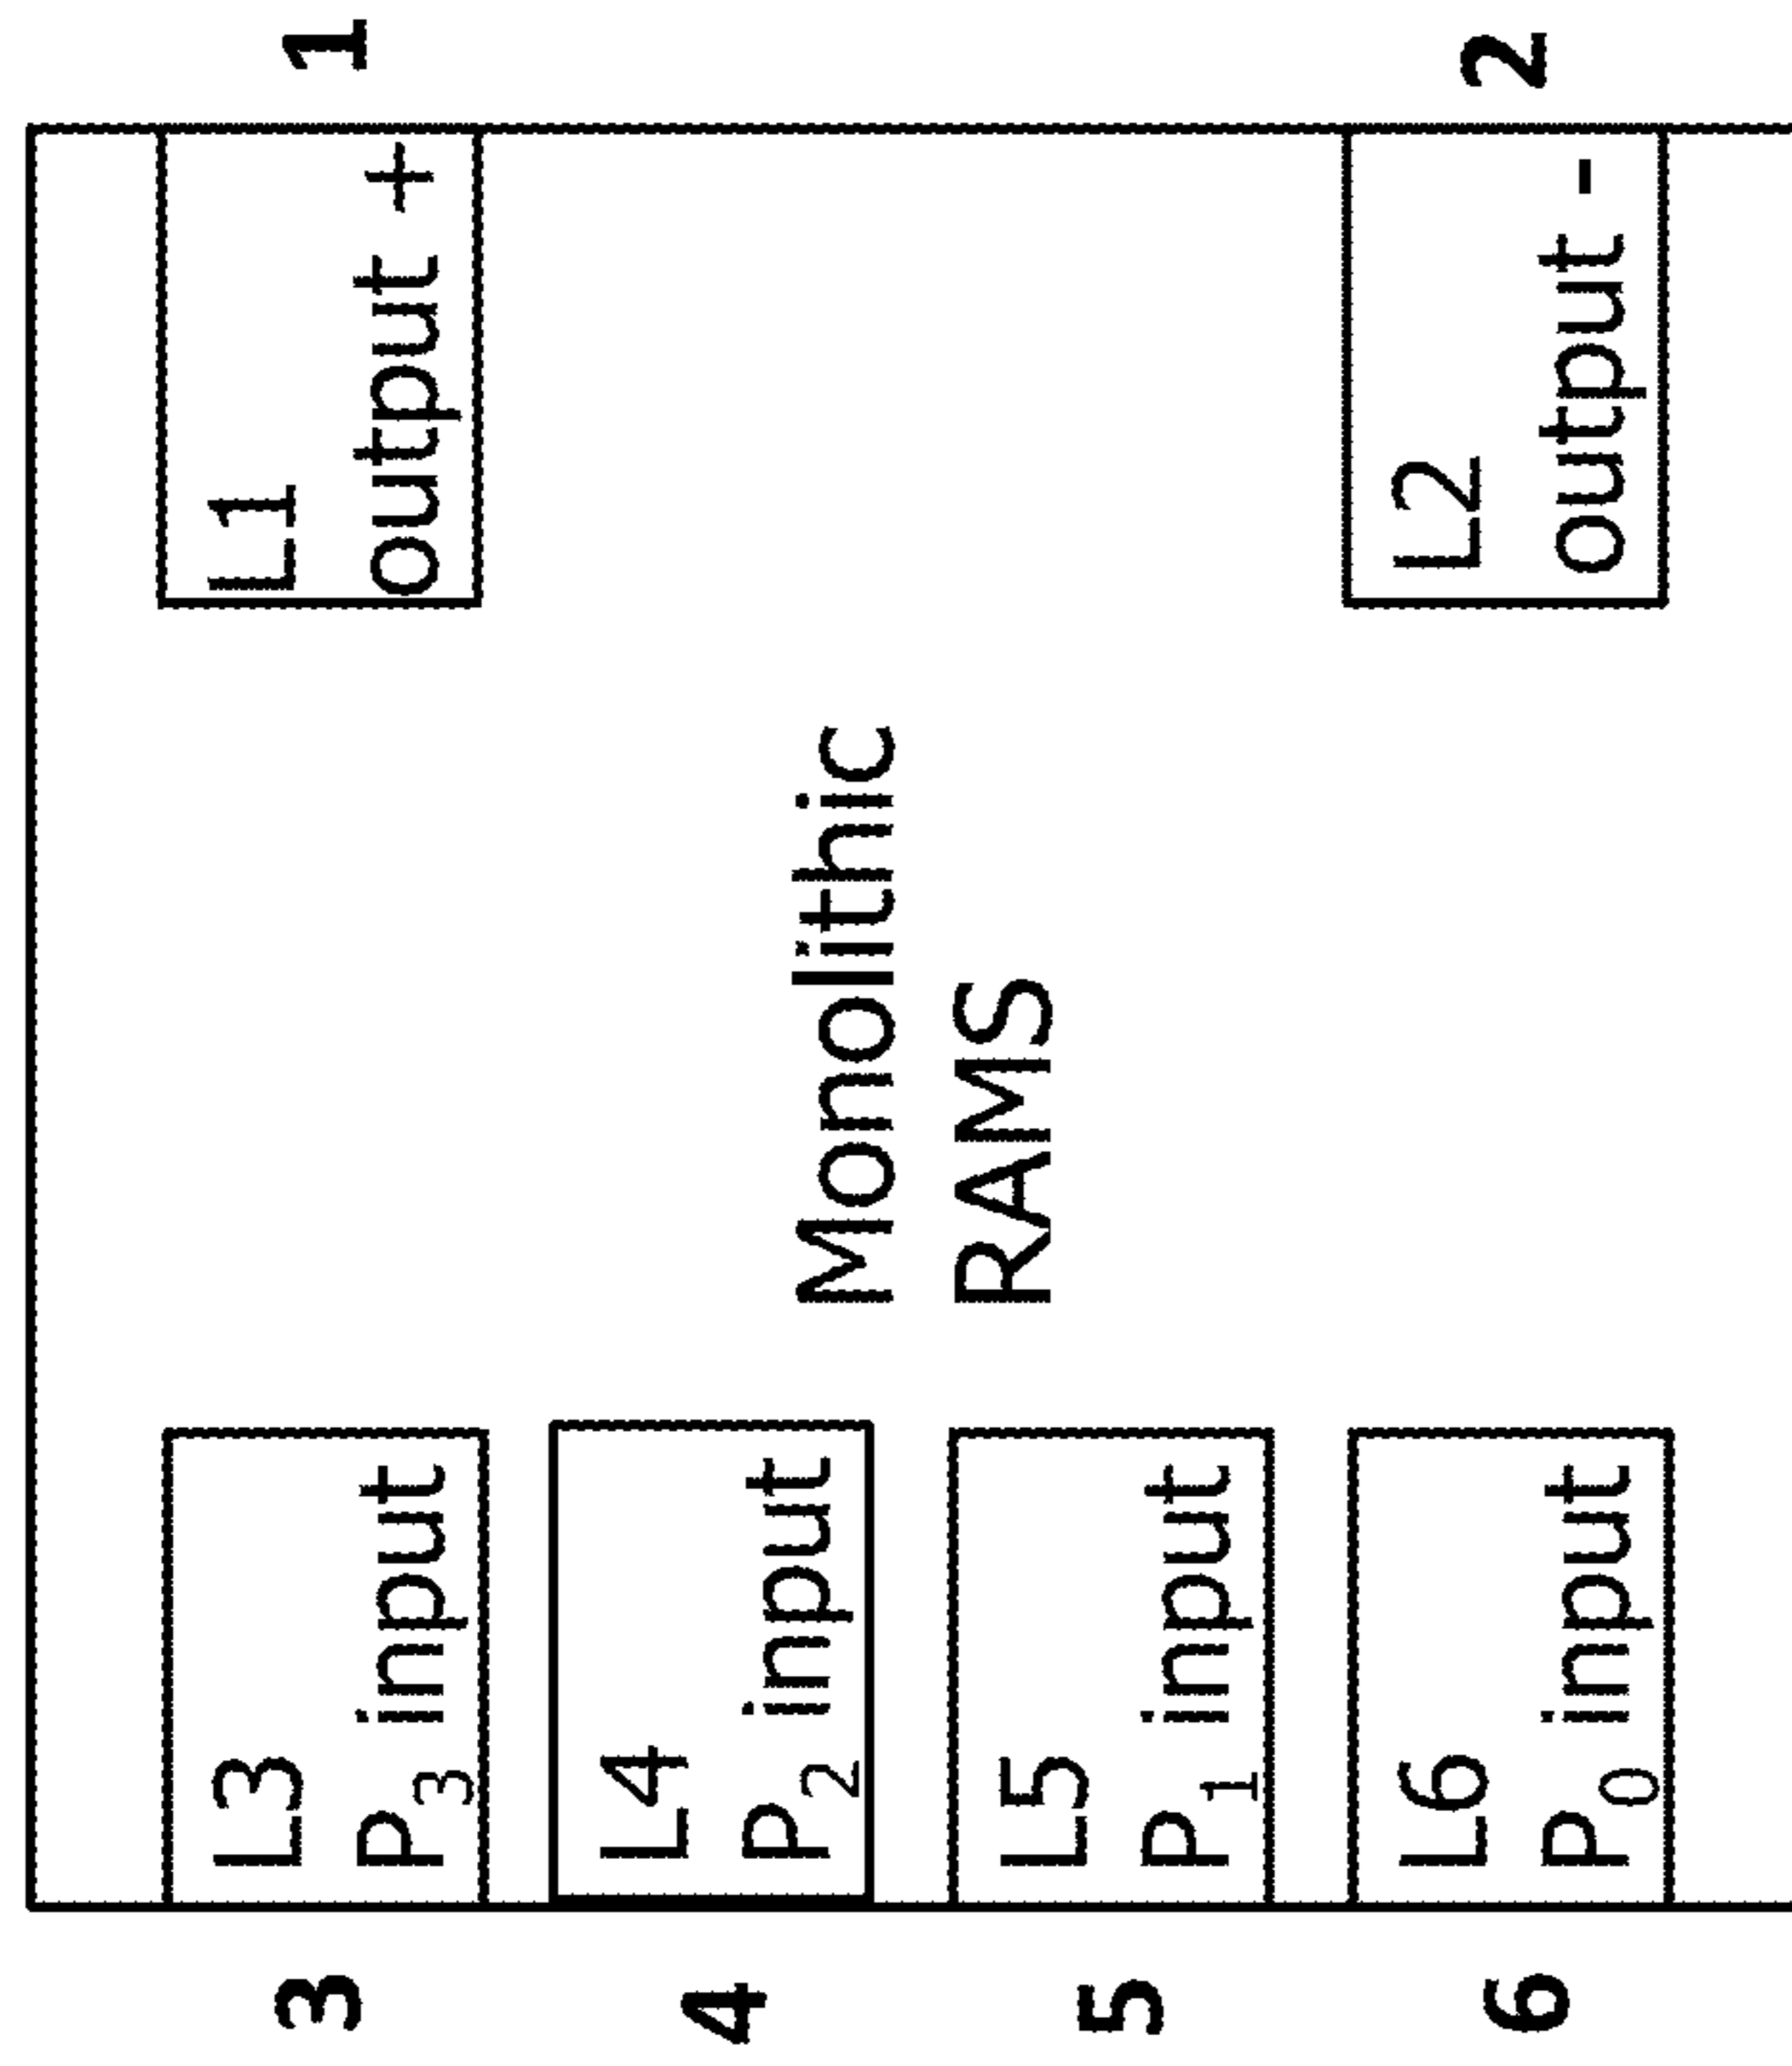 1
L1
output +
2
L2
output -
Monolithic
RAMS
L3
P3 input
3
L4
P2 input
4
L5
P1 input
5
L6
P0 input
6